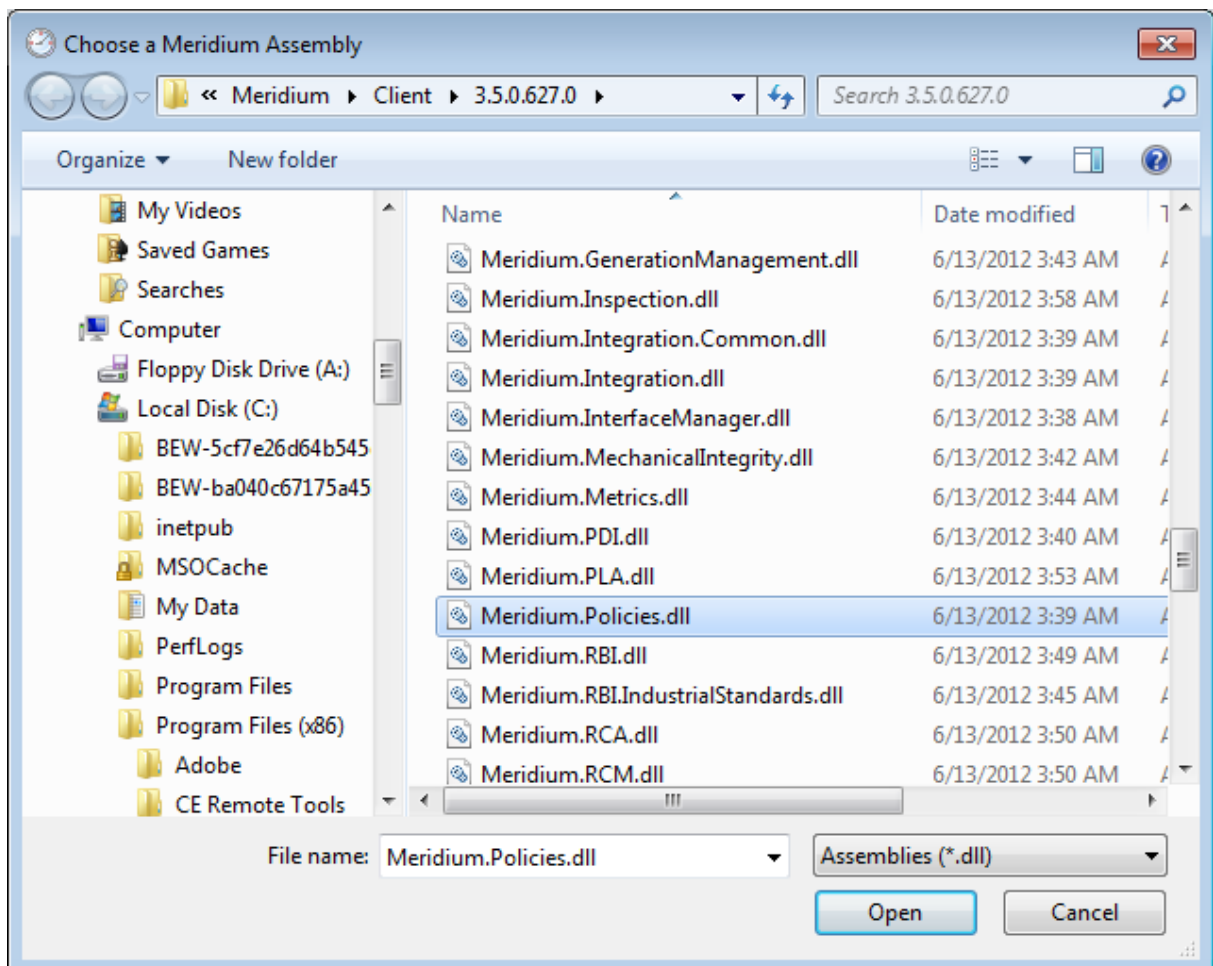 Choose a Meridium Assembly
« Meridium Client 3.5.0.627.0 Search 3.5.0.627.0
Organize New folder
My Videos
Saved Games
Searches
Computer
Floppy Disk Drive (A:)
Local Disk (C:)
BEW-5cf7e26d64b545
BEW-ba040c67175a45
inetpub
MSOCache
My Data
PerfLogs
Program Files
Program Files (x86)
Adobe
CE Remote Tools
Name Date modified
Meridium.GenerationManagement.dll 6/13/2012 3:43 AM
Meridium.Inspection.dll 6/13/2012 3:58 AM
Meridium.Integration.Common.dll 6/13/2012 3:39 AM
Meridium.Integration.dll 6/13/2012 3:39 AM
Meridium.InterfaceManager.dll 6/13/2012 3:38 AM
Meridium.MechanicalIntegrity.dll 6/13/2012 3:42 AM
Meridium.Metrics.dll 6/13/2012 3:44 AM
Meridium.PDI.dll 6/13/2012 3:40 AM
Meridium.PLA.dll 6/13/2012 3:53 AM
Meridium.Policies.dll 6/13/2012 3:39 AM
Meridium.RBI.dll 6/13/2012 3:49 AM
Meridium.RBI.IndustrialStandards.dll 6/13/2012 3:45 AM
Meridium.RCA.dll 6/13/2012 3:50 AM
Meridium.RCM.dll 6/13/2012 3:50 AM
File name: Meridium.Policies.dll Assemblies (*.dll)
Open Cancel